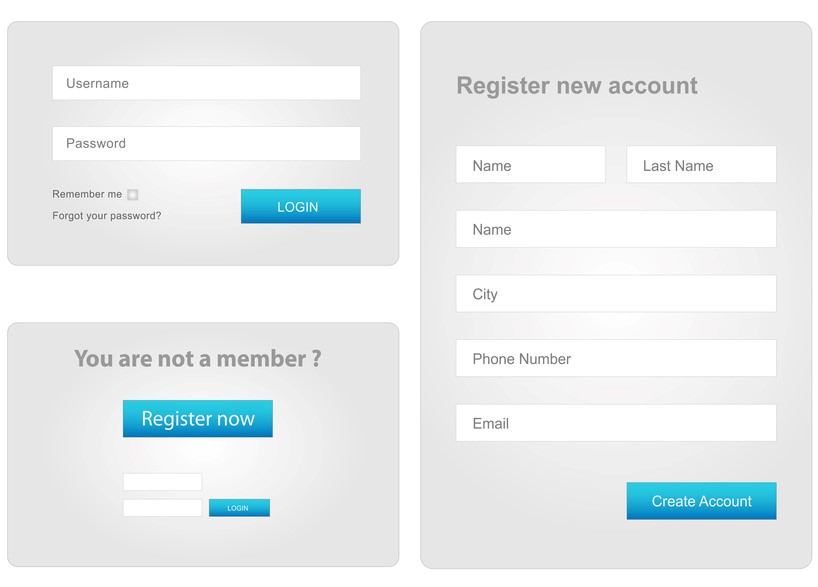 Username
Password
Remember me
Forgot your password?
LOGIN
You are not a member ?
Register now
LOGIN
Register new account
Name
Last Name
Name
City
Phone Number
Email
Create Account